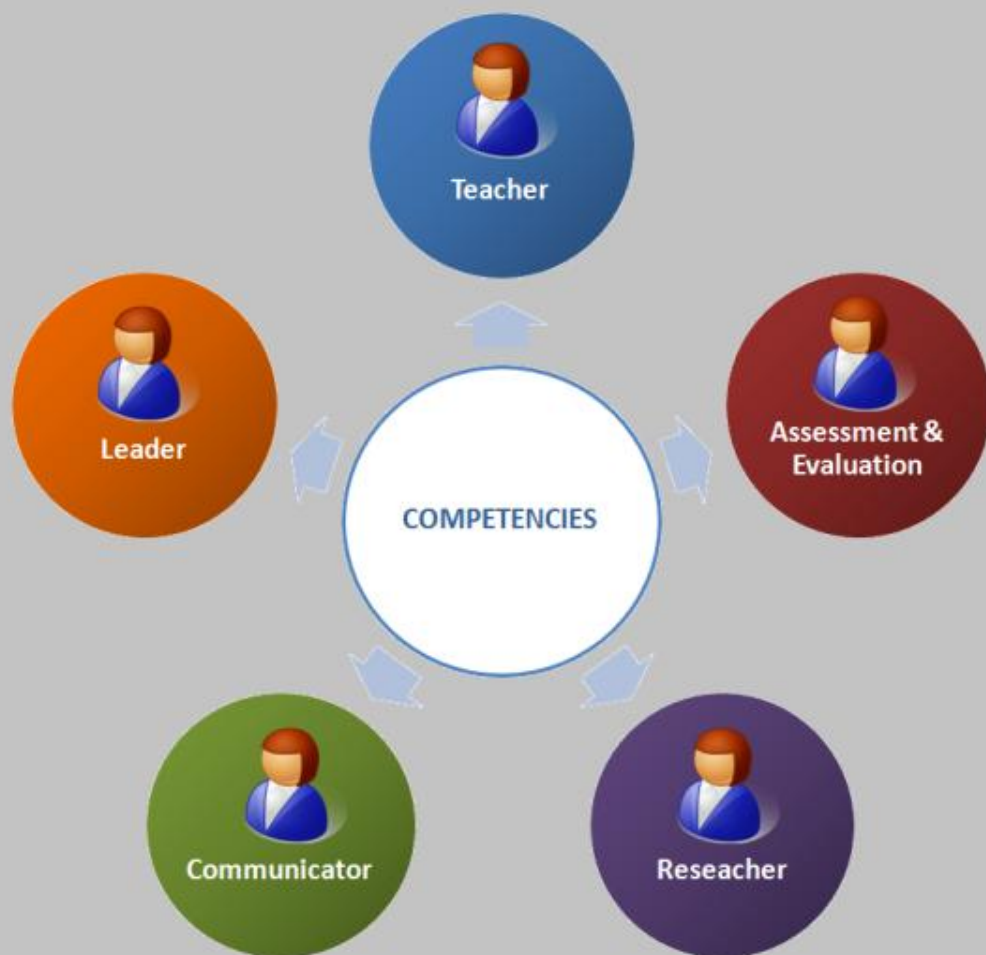 Teacher
Leader
Assessment &
Evaluation
COMPETENCIES
Communicator
Reseacher